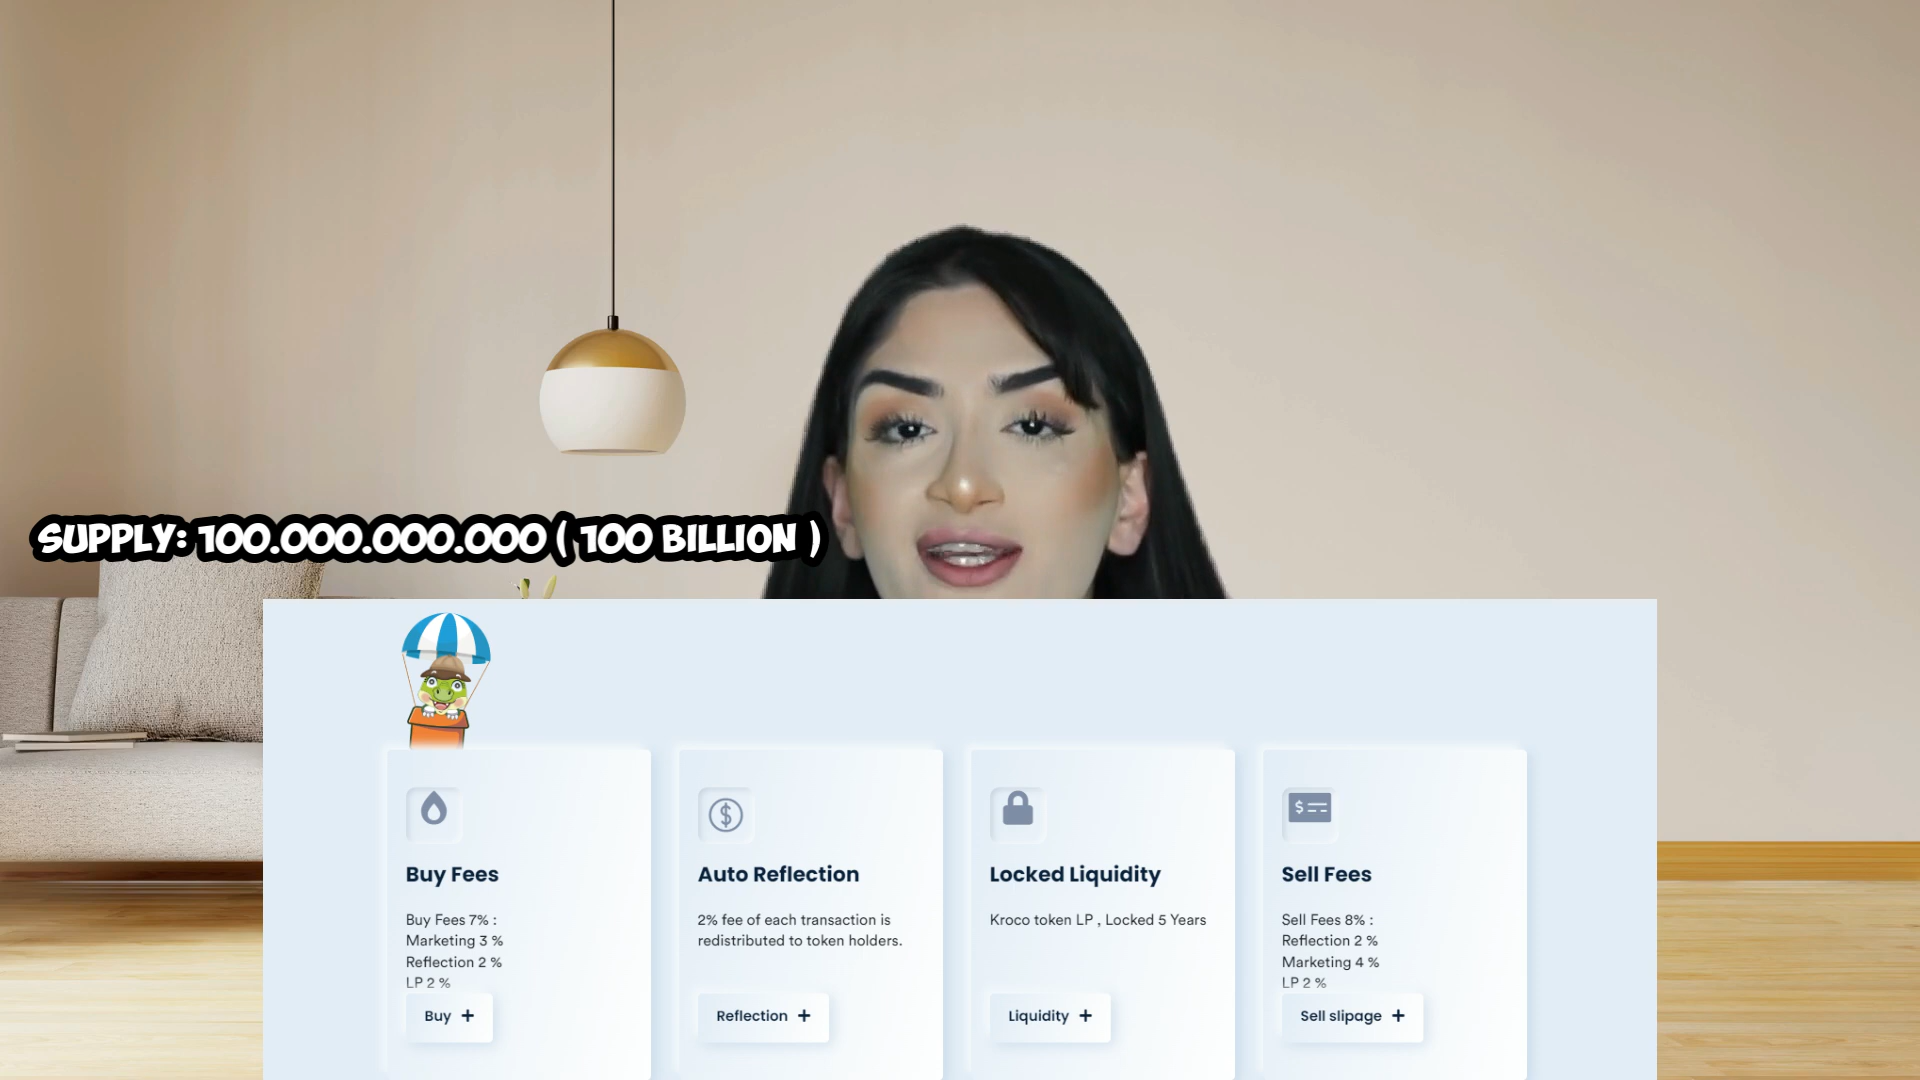 SUPPLY: 100.000.000.000 ( 100 BILLION )
Buy Fees
Buy Fees 7% :
Marketing 3 %
Reflection 2 %
LP 2 %
Buy +
Auto Reflection
2% fee of each transaction is
redistributed to token holders.
Reflection +
Locked Liquidity
Kroco token LP , Locked 5 Years
Liquidity +
Sell Fees
Sell Fees 8% :
Reflection 2 %
Marketing 4 %
LP 2 %
Sell slipage +